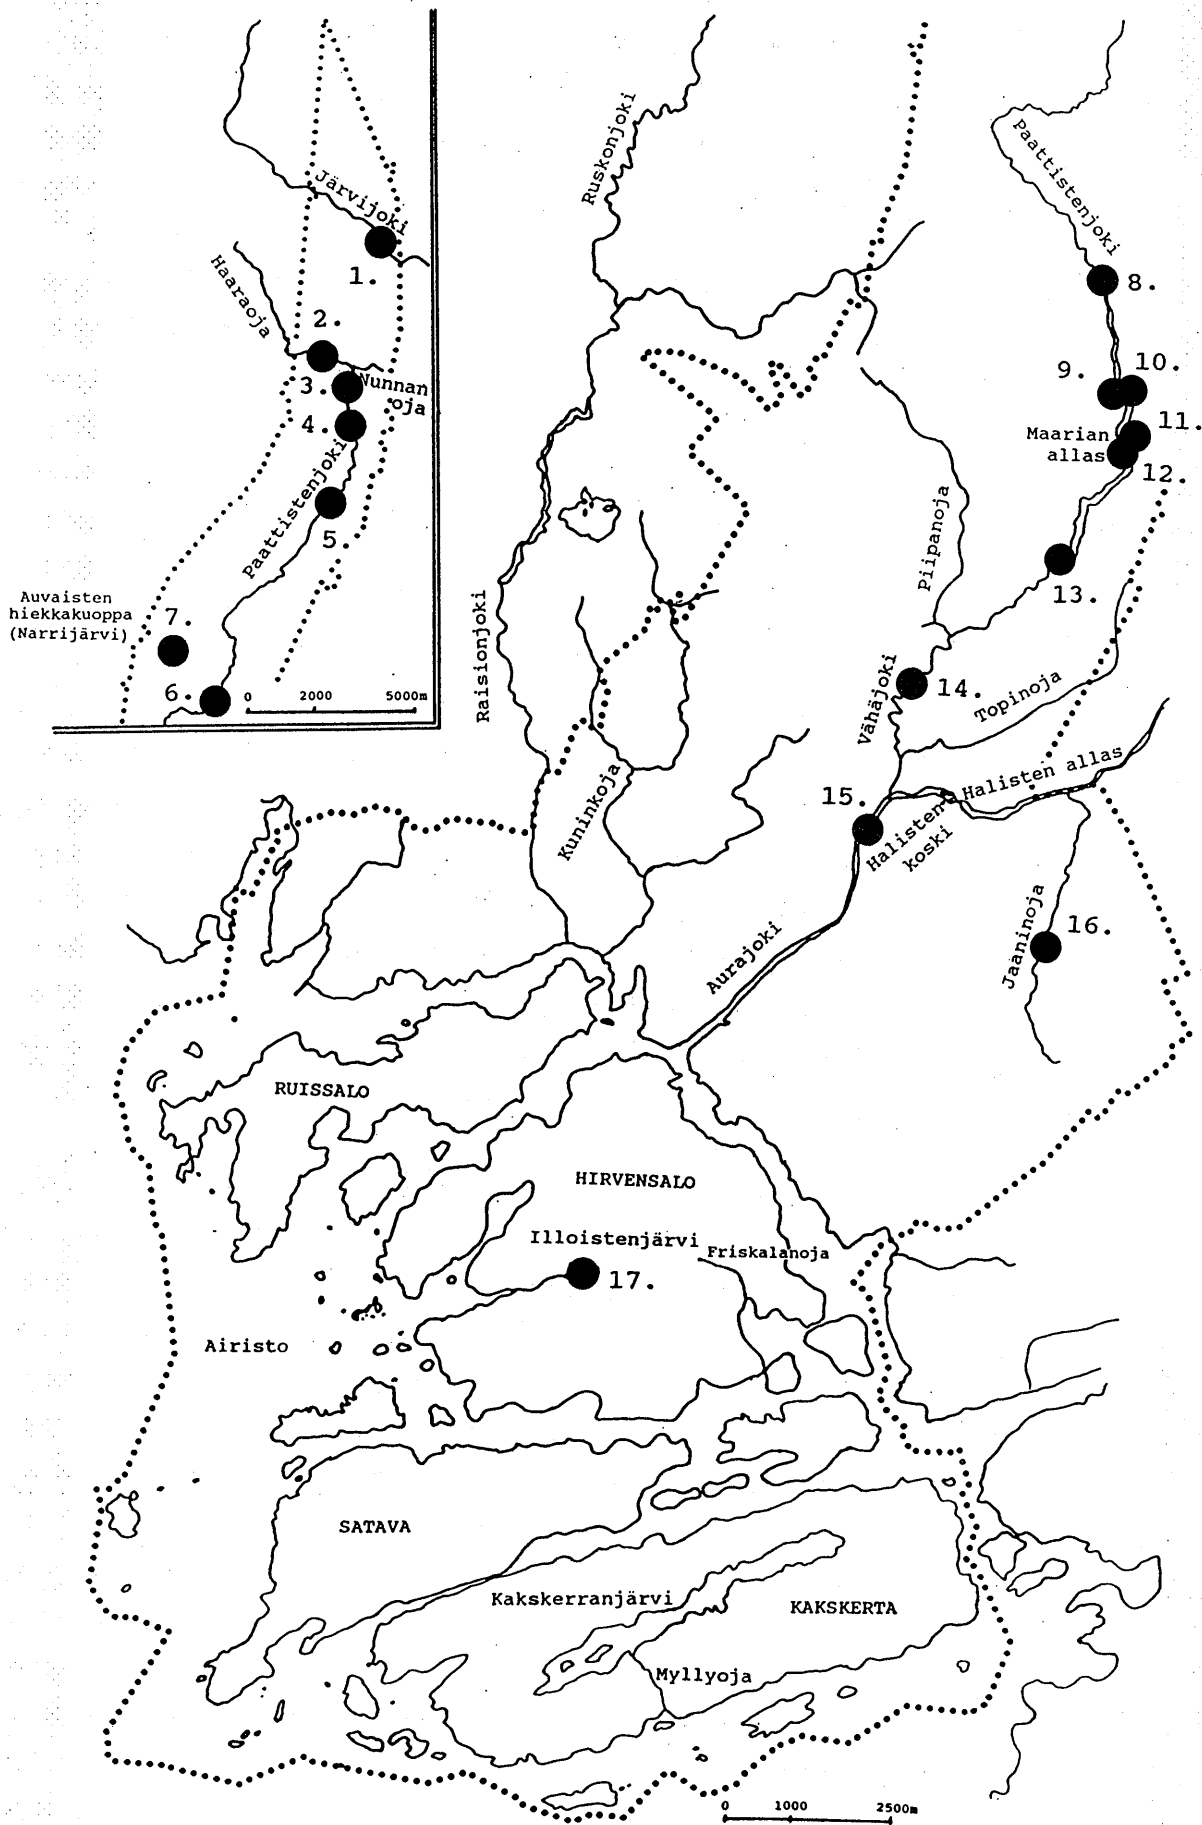 Järvijoki
1.
Haaraoja
2.
3.
Nunnan
oja
4.
Paattistenjoki
5
Auvaisten
hiekkakuoppa
(Narrijärvi)
7.
6.
0 2000 5000m
Ruskonjoki
Paattistenjoki
8.
9.
10.
11.
Maarian
allas
12.
Piipanoja
13.
Raisionjoki
Vähäjoki
14.
Topinoja
Kuninkoja
15.
Halisten allas
Halisten-
koski
Jaaninoja
16.
Aurajoki
RUISSALO
HIRVENSALO
Illoistenjärvi
Friskalanoja
17.
Airisto
SATAVA
Kakskerranjärvi
KAKSKERTA
Myllyoja
0 1000 2500m